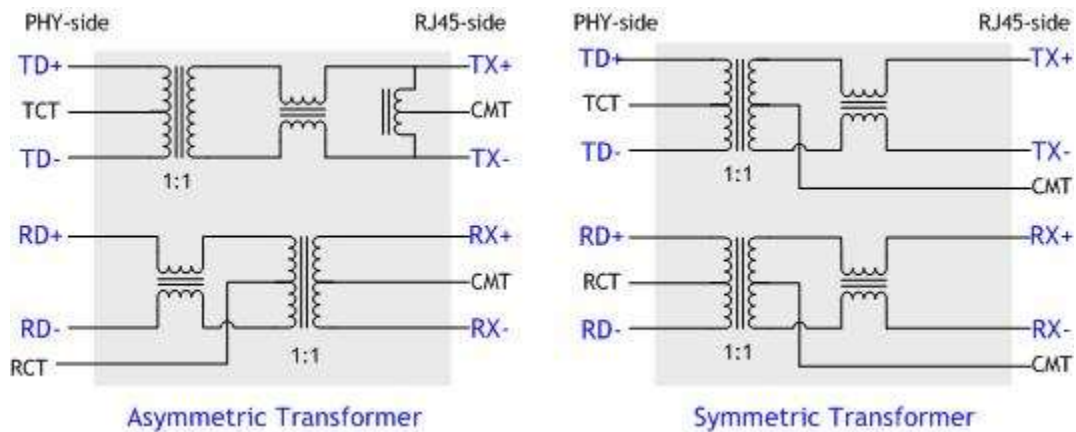 PHY-side
RJ45-side
TD+
TX+
TCT
CMT
TD-
TX-
1:1
RD+
RX+
CMT
RD-
RX-
RCT
1:1
Asymmetric Transformer
PHY-side
RJ45-side
TD+
TX+
TCT
TD-
TX-
1:1
CMT
RD+
RX+
RCT
RD-
RX-
1:1
CMT
Symmetric Transformer